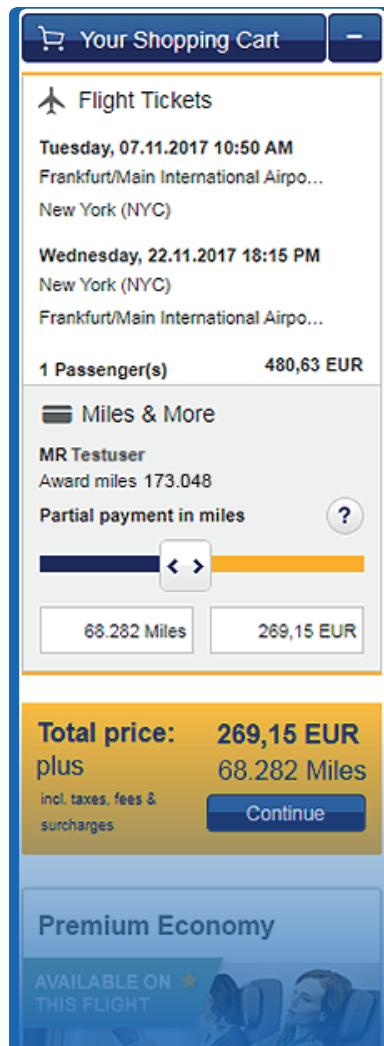 Your Shopping Cart
Flight Tickets
Tuesday, 07.11.2017 10:50 AM
Frankfurt/Main International Airpo...
New York (NYC)
Wednesday, 22.11.2017 18:15 PM
New York (NYC)
Frankfurt/Main International Airpo...
1 Passenger(s) 480,63 EUR
Miles & More
MR Testuser
Award miles 173.048
Partial payment in miles ?
68.282 Miles 269,15 EUR
Total price: 269,15 EUR
plus 68.282 Miles
incl. taxes, fees &
surcharges
Continue
Premium Economy
AVAILABLE ON
THIS FLIGHT